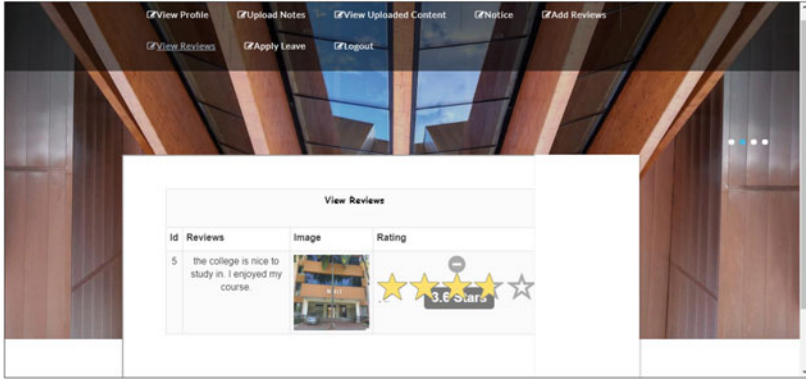 View Profile Upload Notes View Uploaded Content Notice Add Reviews
View Reviews Apply Leave Logout
View Reviews
Id Reviews Image Rating
5 the college is nice to
study in. I enjoyed my
course.
3.6 Stars